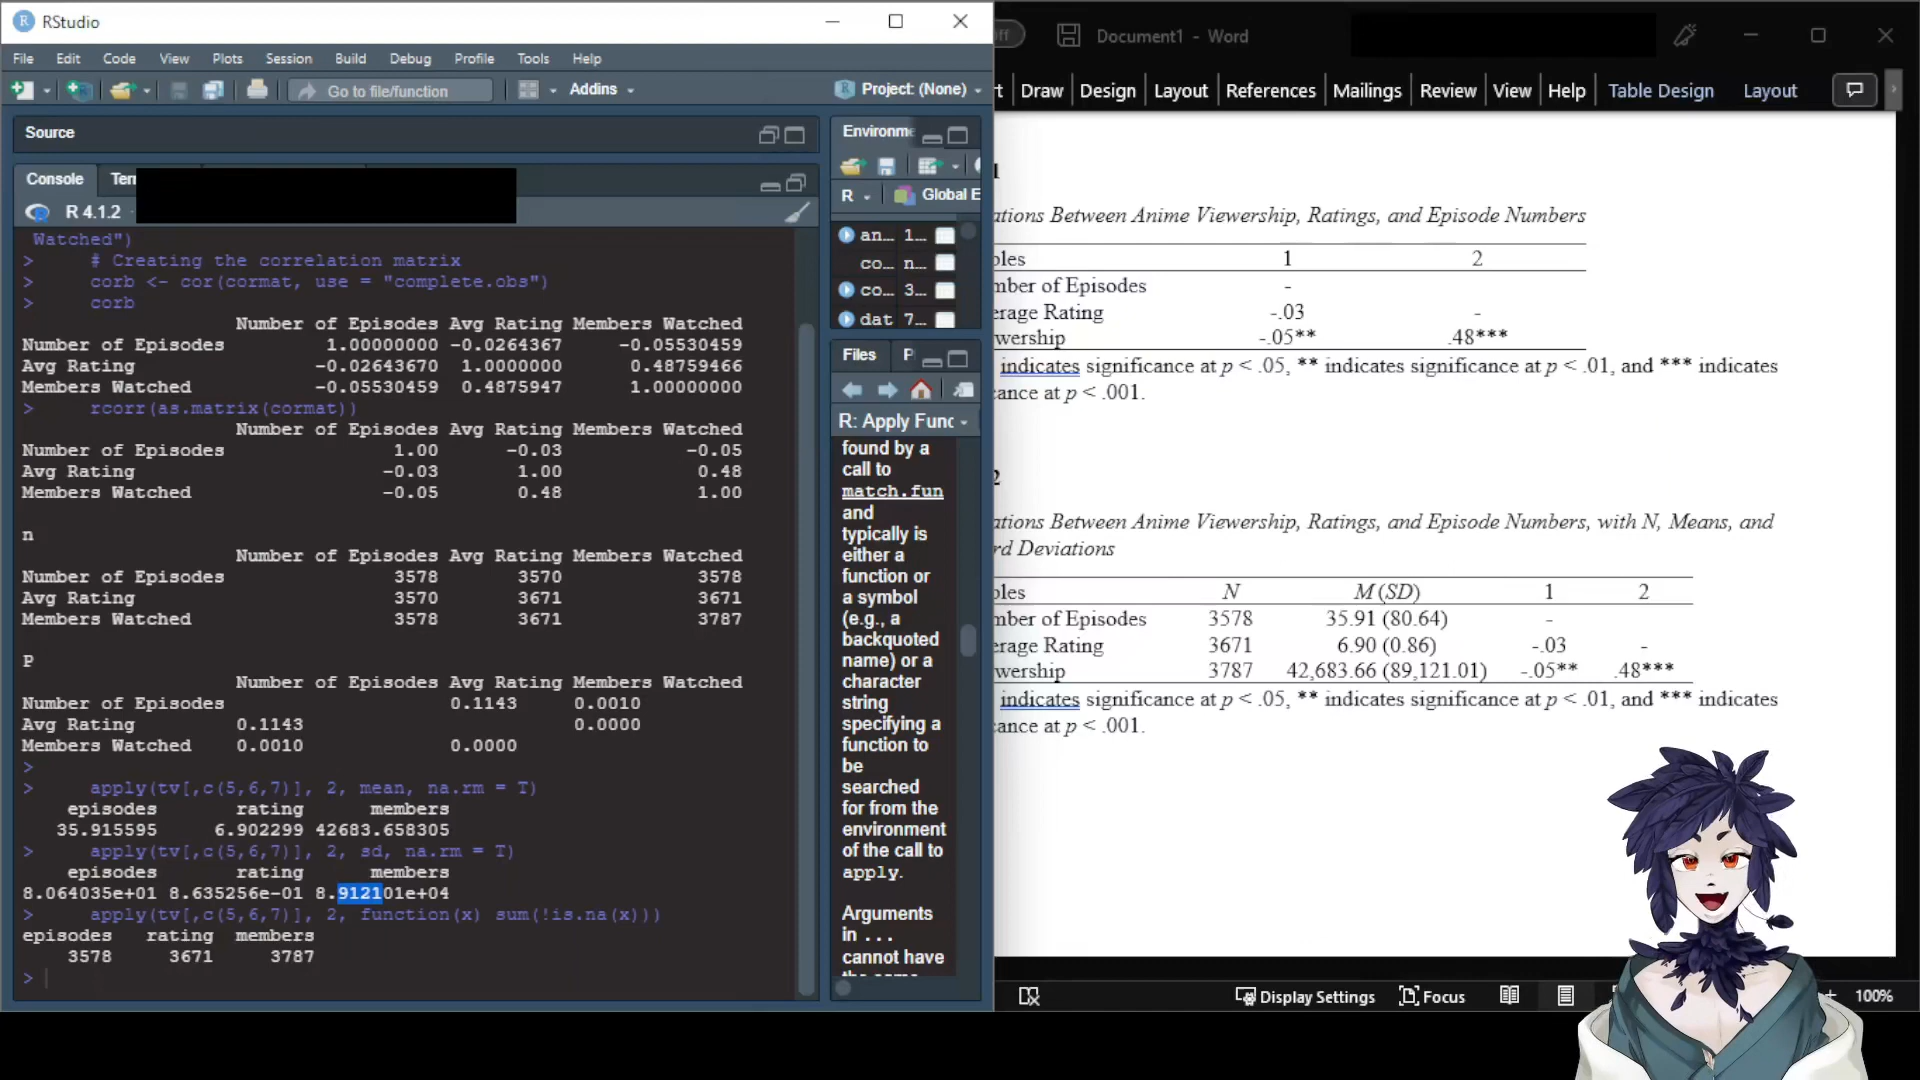 RStudio
File Edit Code View Plots Session Build Debug Profile Tools Help
Go to file/function Addins Project: (None)
Source
Console Ter
R 4.1.2
Watched")
> # Creating the correlation matrix
> corb <- cor(cormat, use = "complete.obs")
> corb
Number of Episodes Avg Rating Members Watched
Number of Episodes 1.00000000 -0.0264367 -0.05530459
Avg Rating -0.02643670 1.0000000 0.48759466
Members Watched -0.05530459 0.4875947 1.00000000
> rcorr(as.matrix(cormat))
Number of Episodes Avg Rating Members Watched
Number of Episodes 1.00 -0.03 -0.05
Avg Rating -0.03 1.00 0.48
Members Watched -0.05 0.48 1.00
n
Number of Episodes Avg Rating Members Watched
Number of Episodes 3578 3570 3578
Avg Rating 3570 3671 3671
Members Watched 3578 3671 3787
P
Number of Episodes Avg Rating Members Watched
Number of Episodes 0.1143 0.0010
Avg Rating 0.1143 0.0000
Members Watched 0.0010 0.0000
>
> apply(tv[,c(5,6,7)], 2, mean, na.rm = T)
episodes rating members
35.915595 6.902299 42683.658305
> apply(tv[,c(5,6,7)], 2, sd, na.rm = T)
episodes rating members
8.064035e+01 8.635256e-01 8.912101e+04
> apply(tv[,c(5,6,7)], 2, function(x) sum(!is.na(x)))
episodes rating members
3578 3671 3787
>
Environme
R Global E
an... 1...
co... n...
co... 3...
dat 7...
Files P
R: Apply Func
found by a
call to
match.fun
and
typically is
either a
function or
a symbol
(e.g., a
backquoted
name) or a
character
string
specifying a
function to
be
searched
for from the
environment
of the call to
apply.
Arguments
in ...
cannot have
Document1 - Word
Draw Design Layout References Mailings Review View Help Table Design Layout
1
ations Between Anime Viewership, Ratings, and Episode Numbers
bles 1 2
mber of Episodes -
erage Rating -.03 -
wership -.05** .48***
indicates significance at p < .05, ** indicates significance at p < .01, and *** indicates
cance at p < .001.
2
ations Between Anime Viewership, Ratings, and Episode Numbers, with N, Means, and
rd Deviations
bles N M (SD) 1 2
mber of Episodes 3578 35.91 (80.64) -
erage Rating 3671 6.90 (0.86) -.03 -
wership 3787 42,683.66 (89,121.01) -.05** .48***
indicates significance at p < .05, ** indicates significance at p < .01, and *** indicates
cance at p < .001.
Display Settings Focus 100%